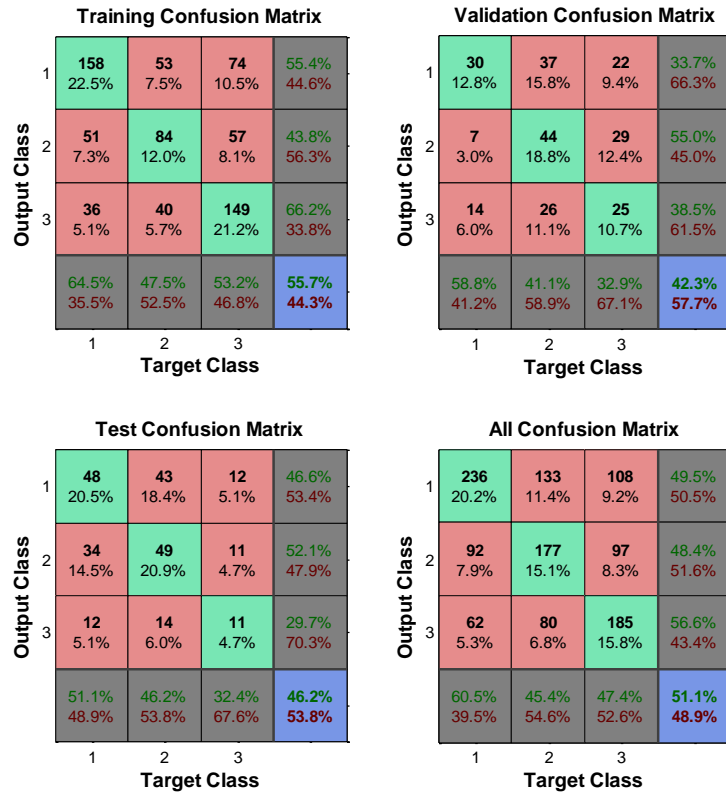 Training Confusion Matrix
158 53 74 55.4%
1
22.5% 7.5% 10.5% 44.6%
51 84 57 43.8%
2
7.3% 12.0% 8.1% 56.3%
36 40 149 66.2%
3
5.1% 5.7% 21.2% 33.8%
64.5% 47.5% 53.2% 55.7%
35.5% 52.5% 46.8% 44.3%
1 2 3
Target Class
Output Class
Validation Confusion Matrix
30 37 22 33.7%
1
12.8% 15.8% 9.4% 66.3%
7 44 29 55.0%
2
3.0% 18.8% 12.4% 45.0%
14 26 25 38.5%
3
6.0% 11.1% 10.7% 61.5%
58.8% 41.1% 32.9% 42.3%
41.2% 58.9% 67.1% 57.7%
1 2 3
Target Class
Output Class
Test Confusion Matrix
48 43 12 46.6%
1
20.5% 18.4% 5.1% 53.4%
34 49 11 52.1%
2
14.5% 20.9% 4.7% 47.9%
12 14 11 29.7%
3
5.1% 6.0% 4.7% 70.3%
51.1% 46.2% 32.4% 46.2%
48.9% 53.8% 67.6% 53.8%
1 2 3
Target Class
Output Class
All Confusion Matrix
236 133 108 49.5%
1
20.2% 11.4% 9.2% 50.5%
92 177 97 48.4%
2
7.9% 15.1% 8.3% 51.6%
62 80 185 56.6%
3
5.3% 6.8% 15.8% 43.4%
60.5% 45.4% 47.4% 51.1%
39.5% 54.6% 52.6% 48.9%
1 2 3
Target Class
Output Class